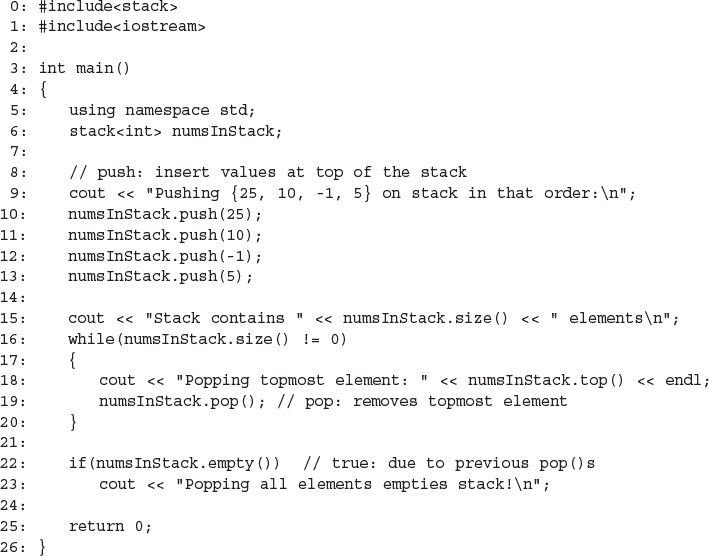 0: #include<stack>
1: #include<iostream>
2:
3: int main()
4: {
5:    using namespace std;
6:    stack<int> numsInStack;
7:
8:    // push: insert values at top of the stack
9:    cout << "Pushing {25, 10, -1, 5} on stack in that order:\n";
10:    numsInStack.push(25);
11:    numsInStack.push(10);
12:    numsInStack.push(-1);
13:    numsInStack.push(5);
14:
15:    cout << "Stack contains " << numsInStack.size() << " elements\n";
16:    while(numsInStack.size() != 0)
17:    {
18:       cout << "Popping topmost element: " << numsInStack.top() << endl;
19:       numsInStack.pop(); // pop: removes topmost element
20:    }
21:
22:    if(numsInStack.empty())  // true: due to previous pop()s
23:       cout << "Popping all elements empties stack!\n";
24:
25:    return 0;
26: }